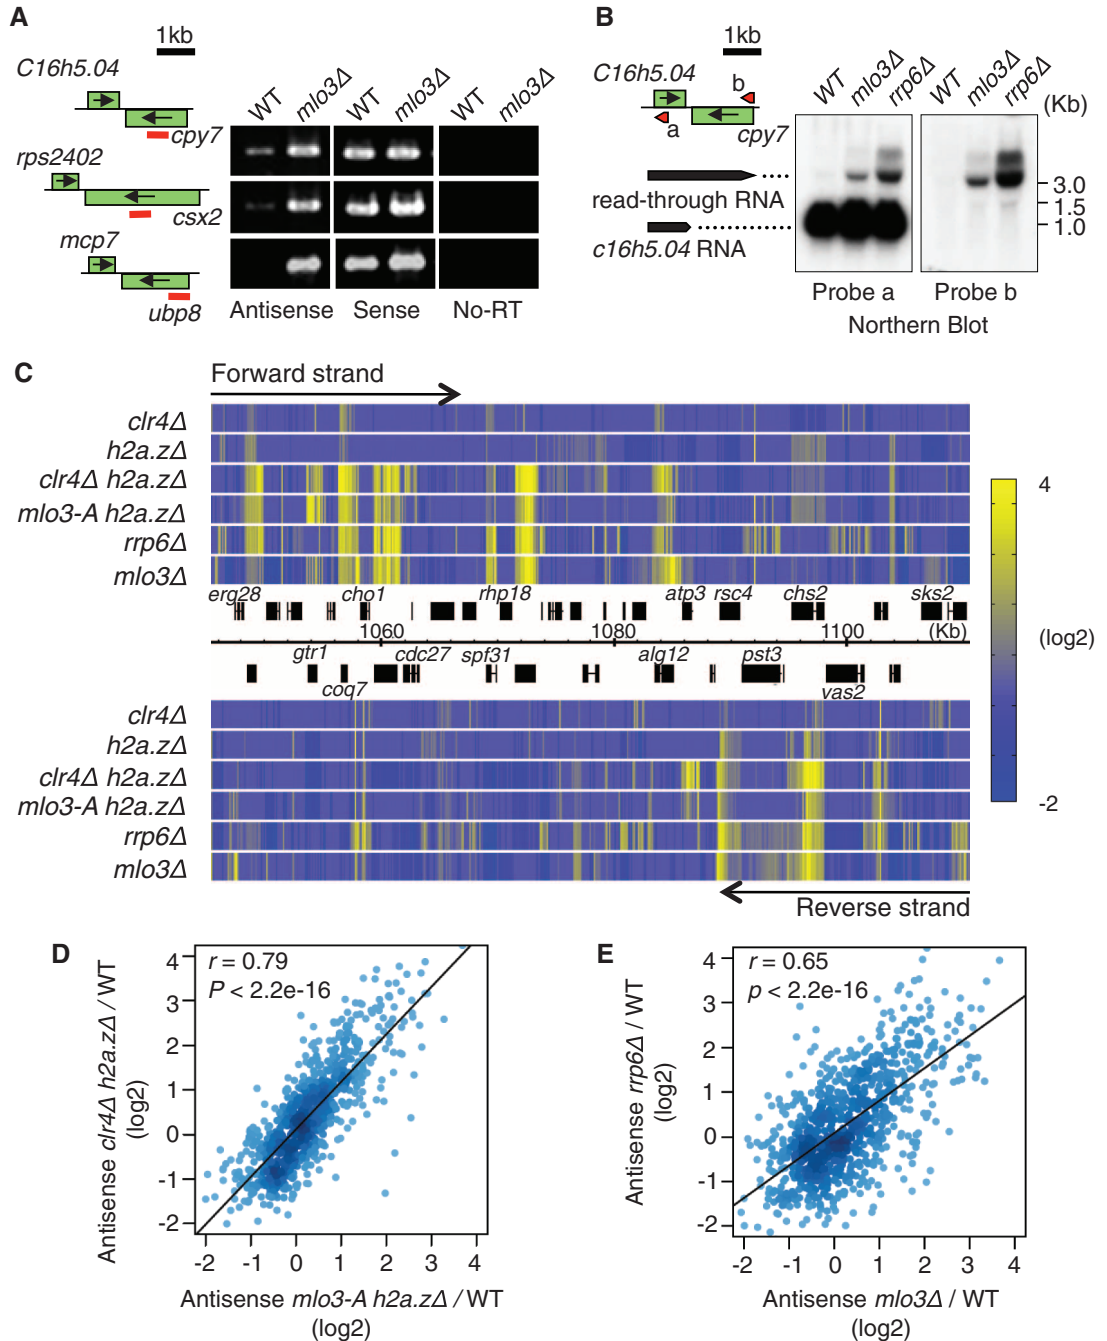 A
1kb
C16h5.04
cpy7
rps2402
csx2
mcp7
ubp8
WT
mlo3Δ
WT
mlo3Δ
WT
mlo3Δ
Antisense
Sense
No-RT
B
1kb
C16h5.04
b
a
cpy7
WT
mlo3Δ
rrp6Δ
WT
mlo3Δ
rrp6Δ
(Kb)
read-through RNA
c16h5.04 RNA
3.0
1.5
1.0
Probe a
Probe b
Northern Blot
C
Forward strand
clr4Δ
h2a.zΔ
clr4Δ h2a.zΔ
mlo3-A h2a.zΔ
rrp6Δ
mlo3Δ
erg28
cho1
rhp18
atp3
rsc4
chs2
sks2
1060
1080
1100
(Kb)
gtr1
coq7
cdc27
spf31
alg12
pst3
vas2
clr4Δ
h2a.zΔ
clr4Δ h2a.zΔ
mlo3-A h2a.zΔ
rrp6Δ
mlo3Δ
Reverse strand
4
(log2)
-2
D
r = 0.79
P < 2.2e-16
Antisense clr4Δ h2a.zΔ / WT
(log2)
4
3
2
1
0
-1
-2
-2 -1 0 1 2 3 4
Antisense mlo3-A h2a.zΔ / WT
(log2)
E
r = 0.65
p < 2.2e-16
Antisense rrp6Δ / WT
(log2)
4
3
2
1
0
-1
-2
-2 -1 0 1 2 3 4
Antisense mlo3Δ / WT
(log2)